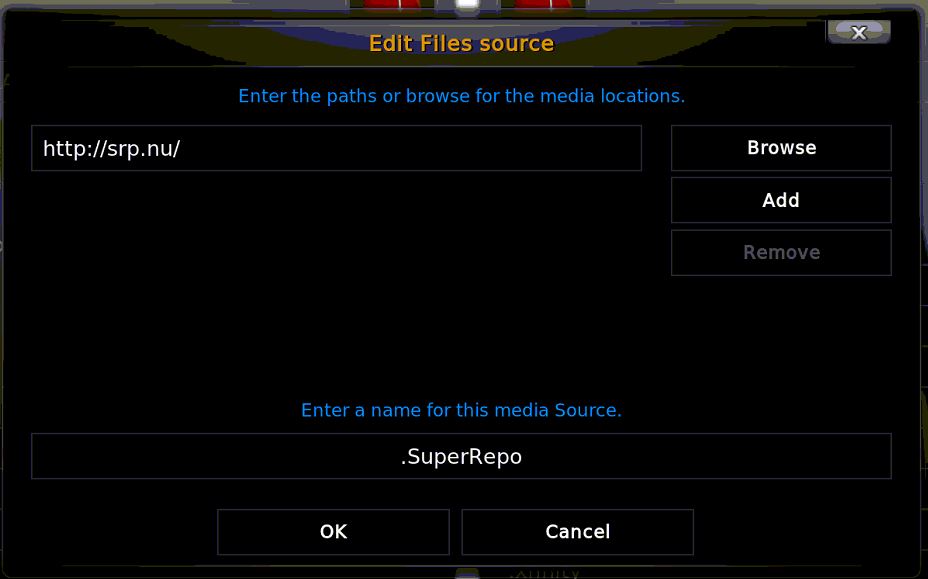 Edit Files source
X
Enter the paths or browse for the media locations.
http://srp.nu/
Browse
Add
Remove
Enter a name for this media Source.
.SuperRepo
OK
Cancel